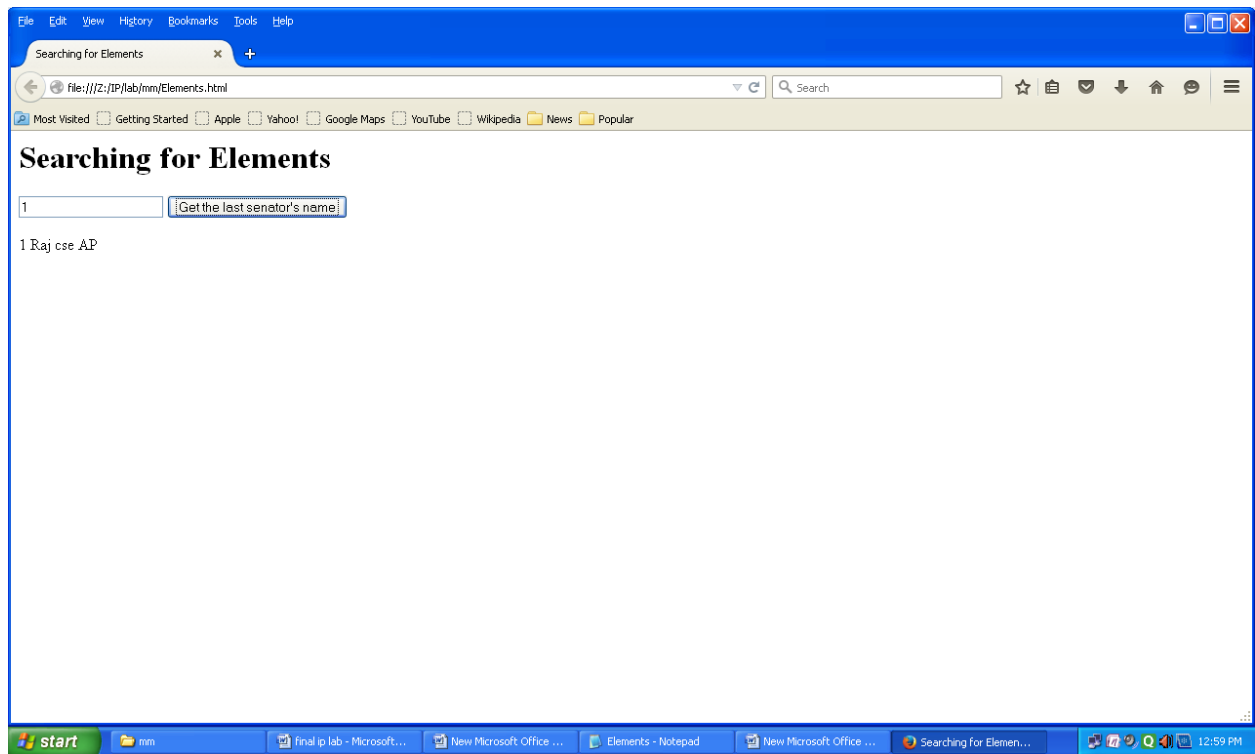 File Edit View History Bookmarks Tools Help
Searching for Elements
file:///Z:/IP/lab/mm/Elements.html Search
Most Visited Getting Started Apple Yahoo! Google Maps YouTube Wikipedia News Popular
Searching for Elements
1 Get the last senator's name
1 Raj cse AP
start mm final ip lab - Microsoft... New Microsoft Office ... Elements - Notepad New Microsoft Office ... Searching for Elemen... 12:59 PM